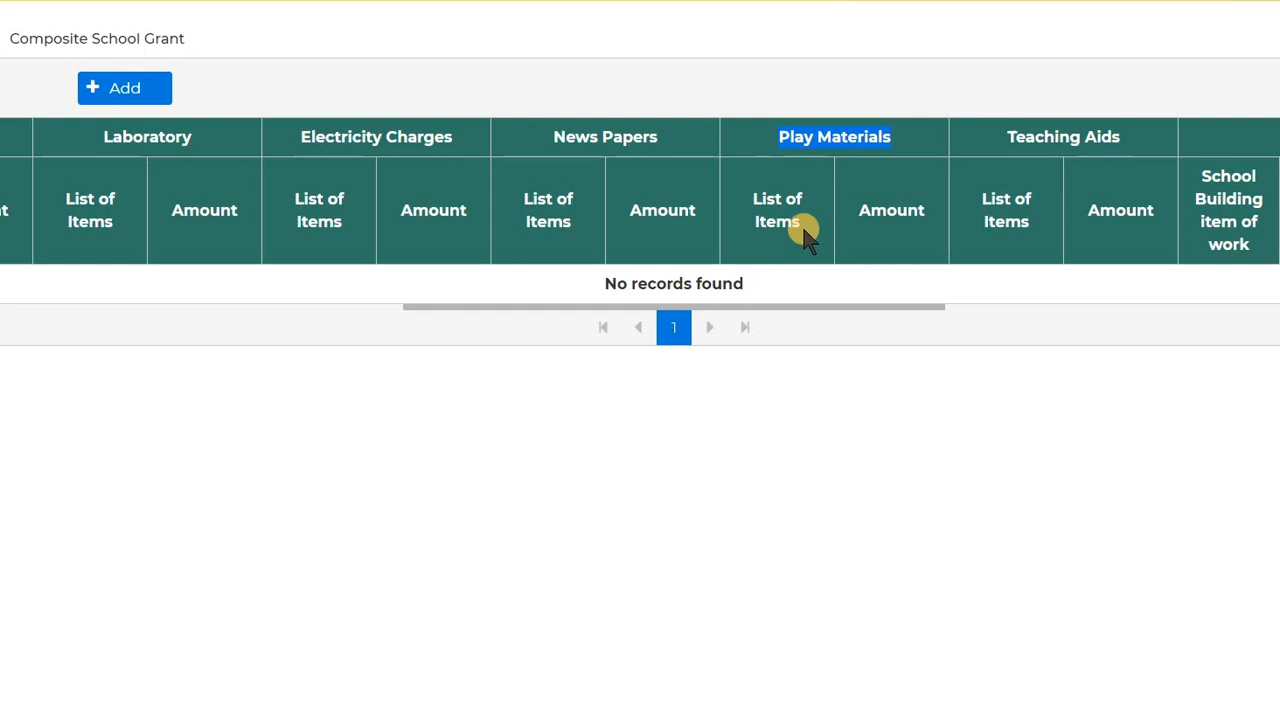 Composite School Grant
Add
Laboratory Electricity Charges News Papers Play Materials Teaching Aids
List of Items Amount List of Items Amount List of Items Amount List of Items Amount List of Items Amount School Building item of work
No records found
1